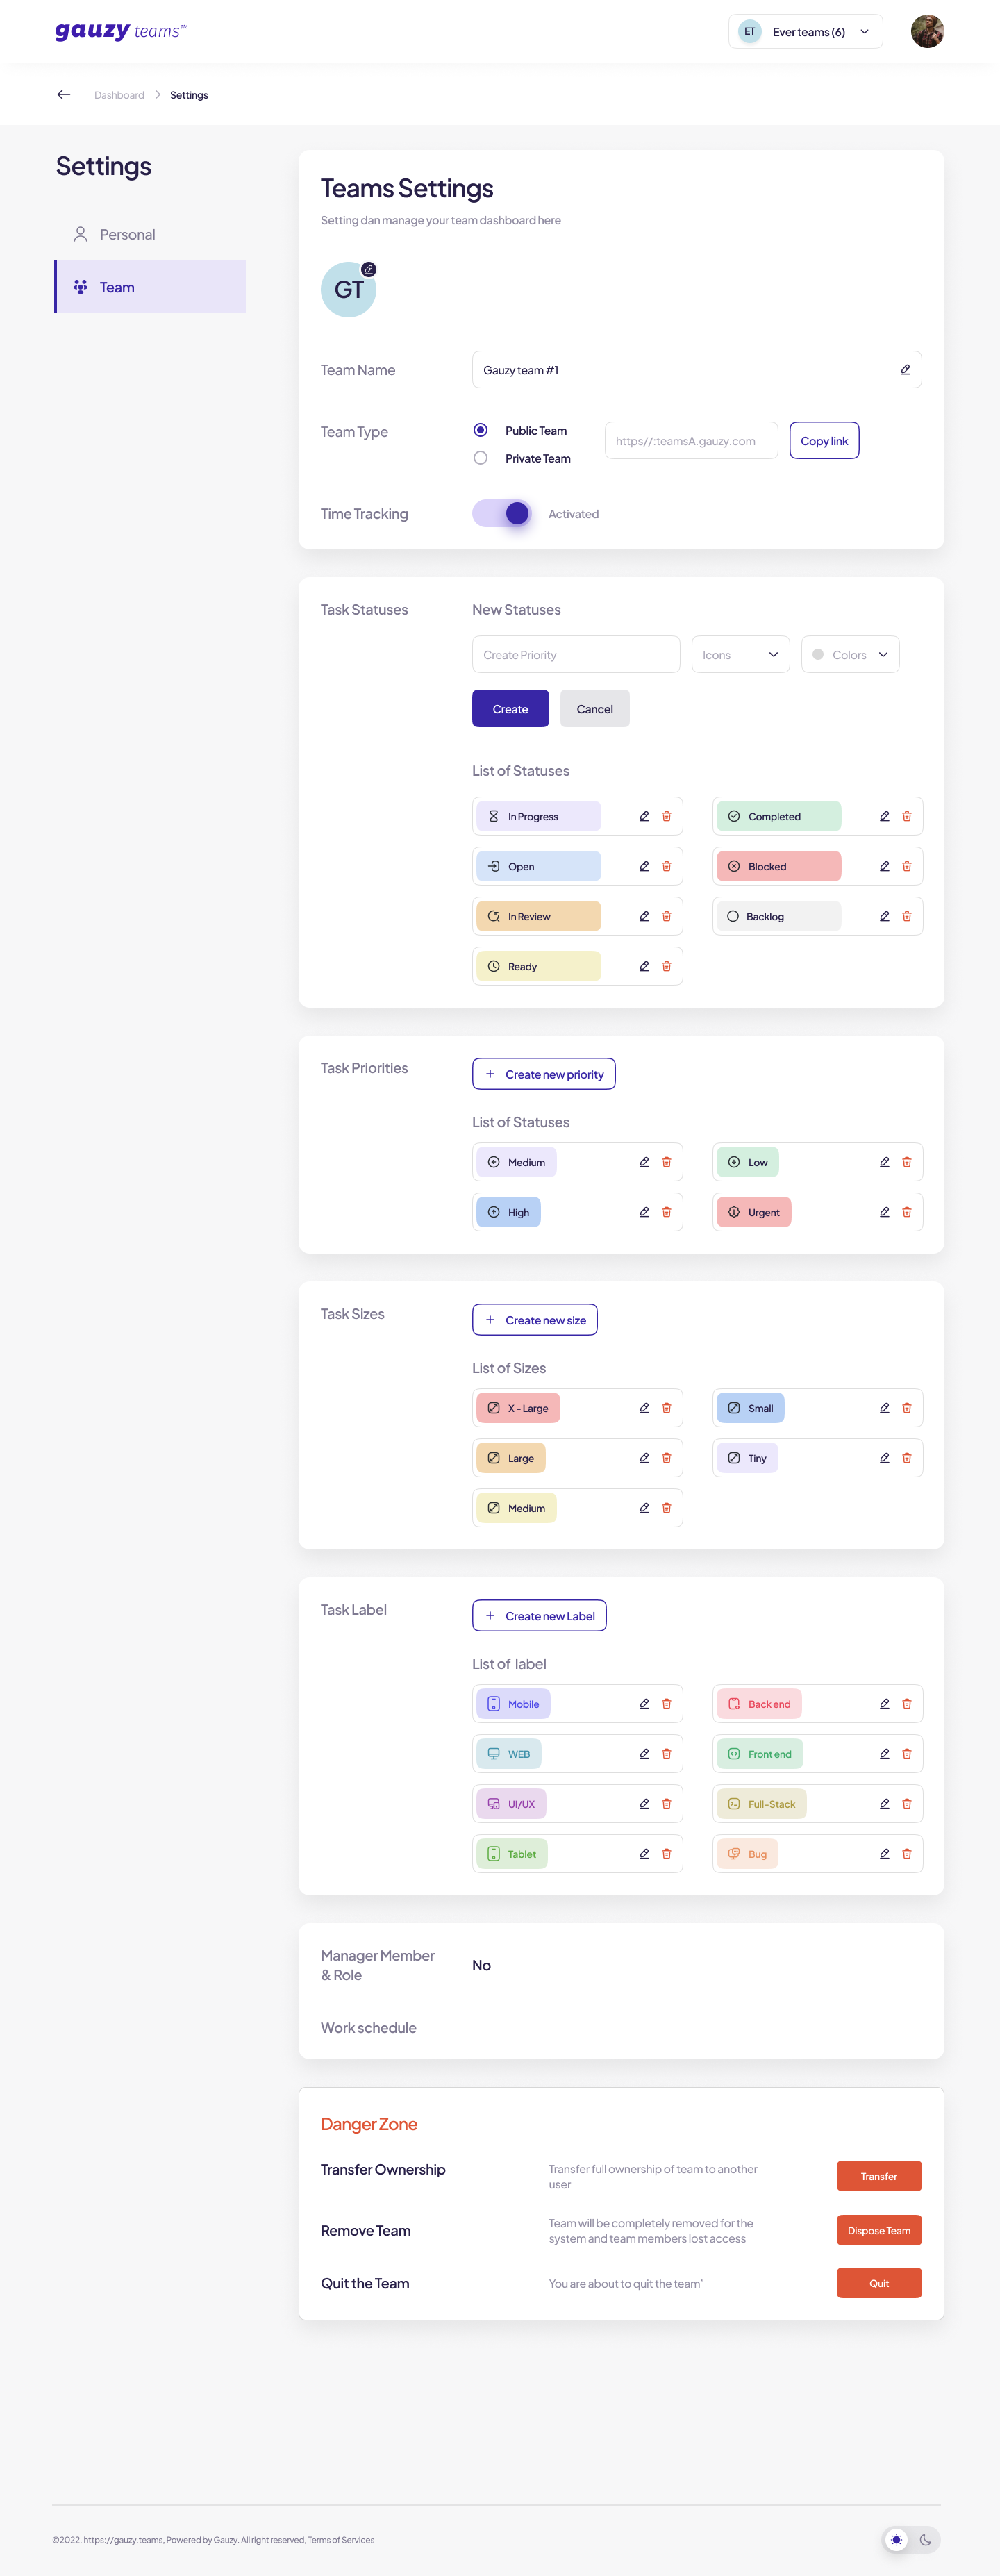 gauzy teams™
ET Ever teams (6)
Dashboard Settings
Settings
Personal
Team
Teams Settings
Setting dan manage your team dashboard here
GT
Team Name
Gauzy team #1
Team Type
Public Team
Private Team
https//:teamsA.gauzy.com
Copy link
Time Tracking
Activated
Task Statuses
New Statuses
Create Priority
Icons
Colors
Create
Cancel
List of Statuses
In Progress
Completed
Open
Blocked
In Review
Backlog
Ready
Task Priorities
Create new priority
List of Statuses
Medium
Low
High
Urgent
Task Sizes
Create new size
List of Sizes
X - Large
Small
Large
Tiny
Medium
Task Label
Create new Label
List of label
Mobile
Back end
WEB
Front end
UI/UX
Full-Stack
Tablet
Bug
Manager Member
& Role
No
Work schedule
Danger Zone
Transfer Ownership
Transfer full ownership of team to another
user
Transfer
Remove Team
Team will be completely removed for the
system and team members lost access
Dispose Team
Quit the Team
You are about to quit the team'
Quit
©2022. https://gauzy.teams, Powered by Gauzy. All right reserved, Terms of Services